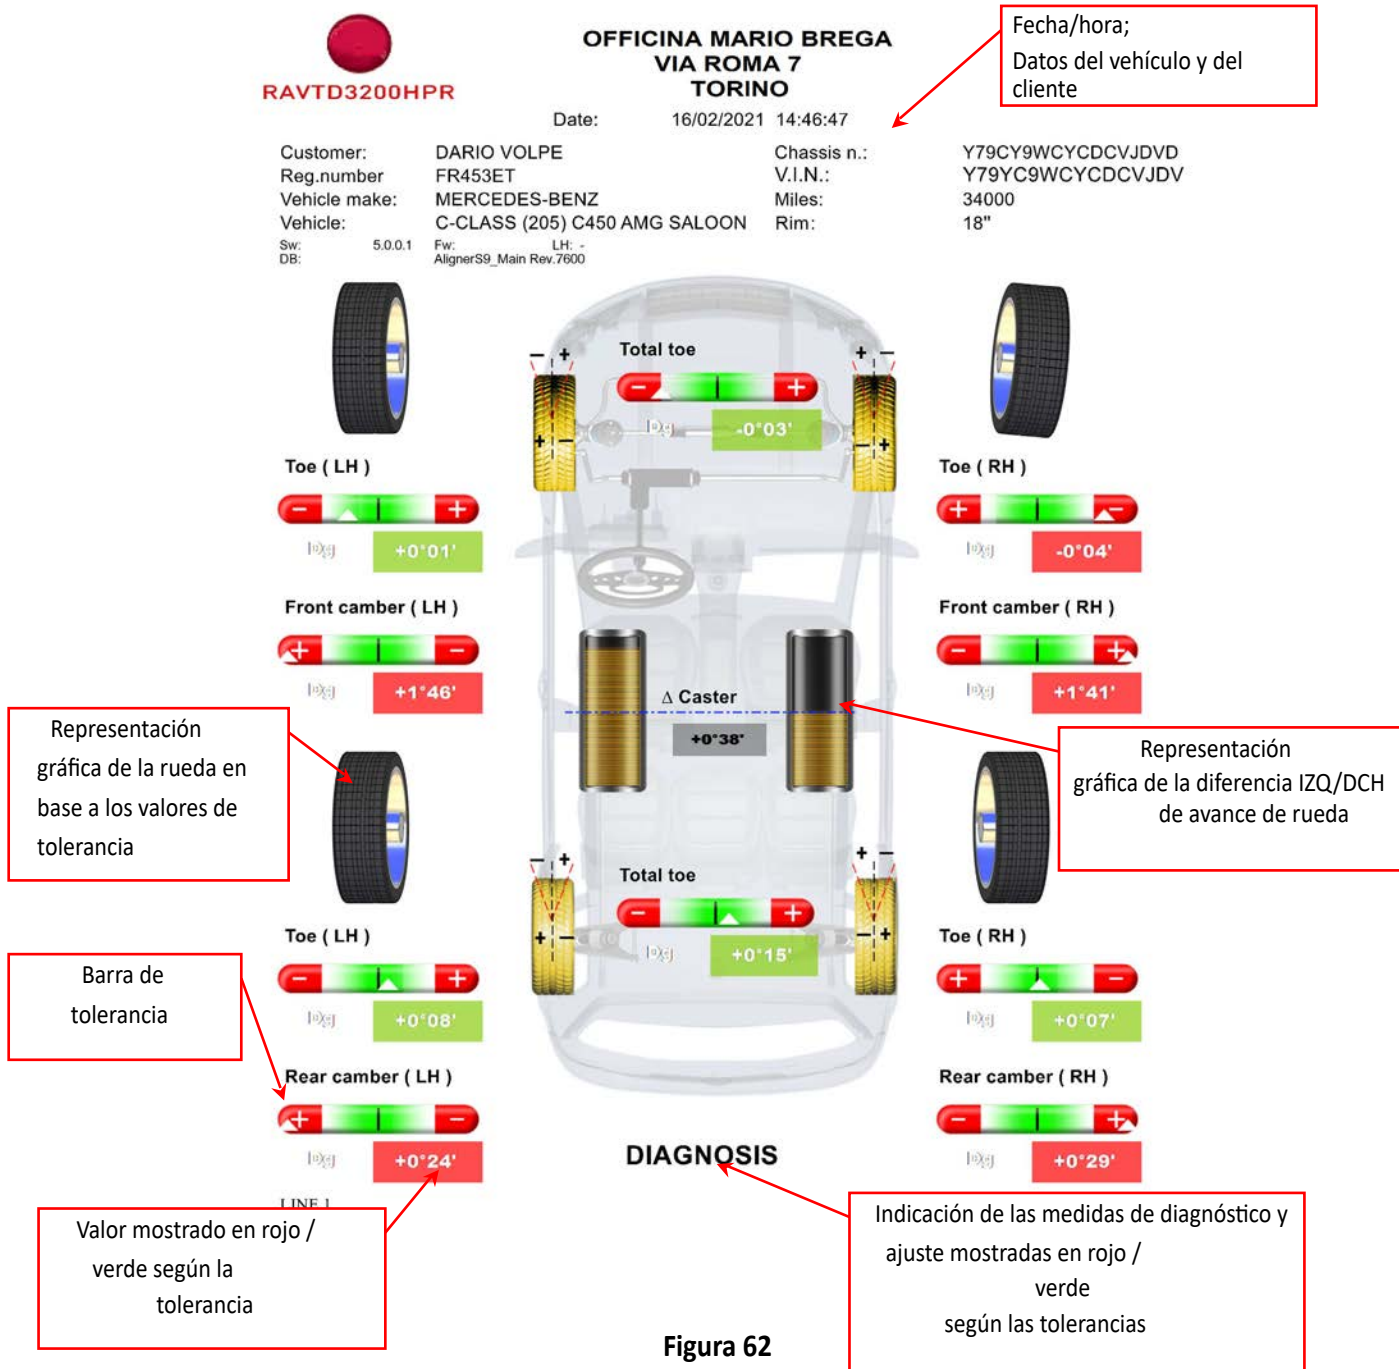 OFFICINA MARIO BREGA
VIA ROMA 7
TORINO
RAVTD3200HPR
Fecha/hora;
Datos del vehículo y del
cliente
Date: 16/02/2021 14:46:47
Customer: DARIO VOLPE Chassis n.: Y79CY9WCYCDCVJDVD
Reg.number FR453ET V.I.N.: Y79YC9WCYCDCVJDV
Vehicle make: MERCEDES-BENZ Miles: 34000
Vehicle: C-CLASS (205) C450 AMG SALOON Rim: 18"
Sw: 5.0.0.1 Fw: LH: -
DB: AlignerS9_Main Rev.7600
Total toe
- +
-0°03'
Toe ( LH )
- +
+0°01'
Toe ( RH )
+ -
-0°04'
Front camber ( LH )
+ -
+1°46'
Front camber ( RH )
- +
+1°41'
Δ Caster
+0°38'
Representación
gráfica de la rueda en
base a los valores de
tolerancia
Representación
gráfica de la diferencia IZQ/DCH
de avance de rueda
Total toe
- +
+0°15'
Toe ( LH )
- +
+0°08'
Toe ( RH )
+ -
+0°07'
Barra de
tolerancia
Rear camber ( LH )
+ -
+0°24'
Rear camber ( RH )
- +
+0°29'
DIAGNOSIS
LINE 1
Valor mostrado en rojo /
verde según la
tolerancia
Indicación de las medidas de diagnóstico y
ajuste mostradas en rojo /
verde
según las tolerancias
Figura 62